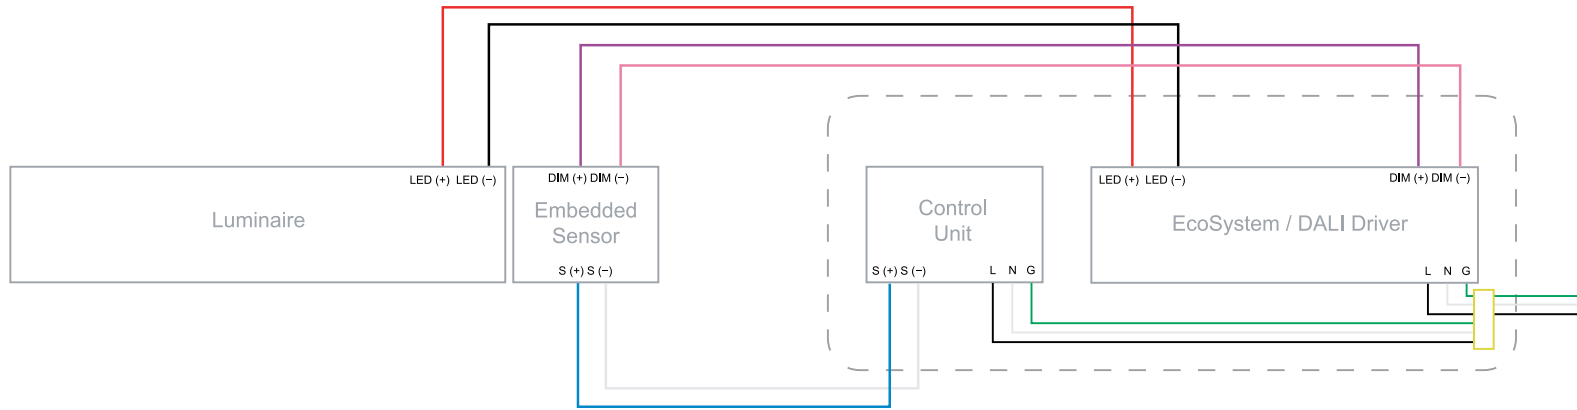 LED (+) LED (−)
Luminaire
DIM (+) DIM (−)
Embedded
Sensor
S (+) S (−)
Control
Unit
S (+) S (−)
L N G
LED (+) LED (−)
DIM (+) DIM (−)
EcoSystem / DALI Driver
L N G